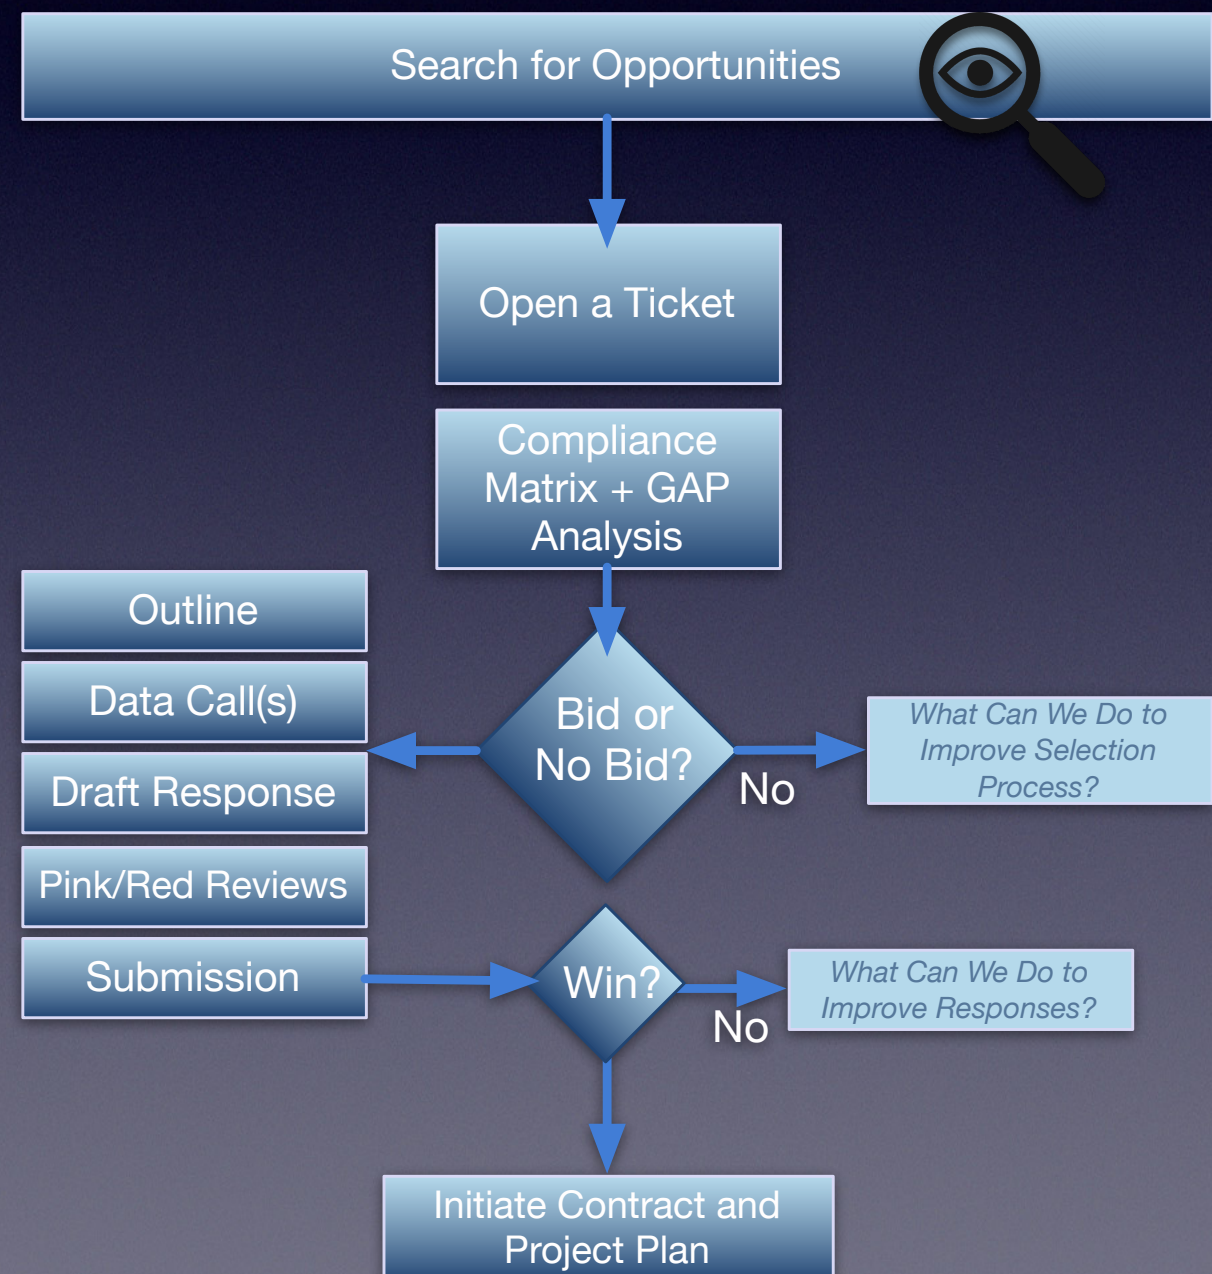 Search for Opportunities
Open a Ticket
Compliance
Matrix + GAP
Analysis
Outline
Data Call(s)
Draft Response
Pink/Red Reviews
Submission
Bid or
No Bid?
No
What Can We Do to
Improve Selection
Process?
Win?
No
What Can We Do to
Improve Responses?
Initiate Contract and
Project Plan